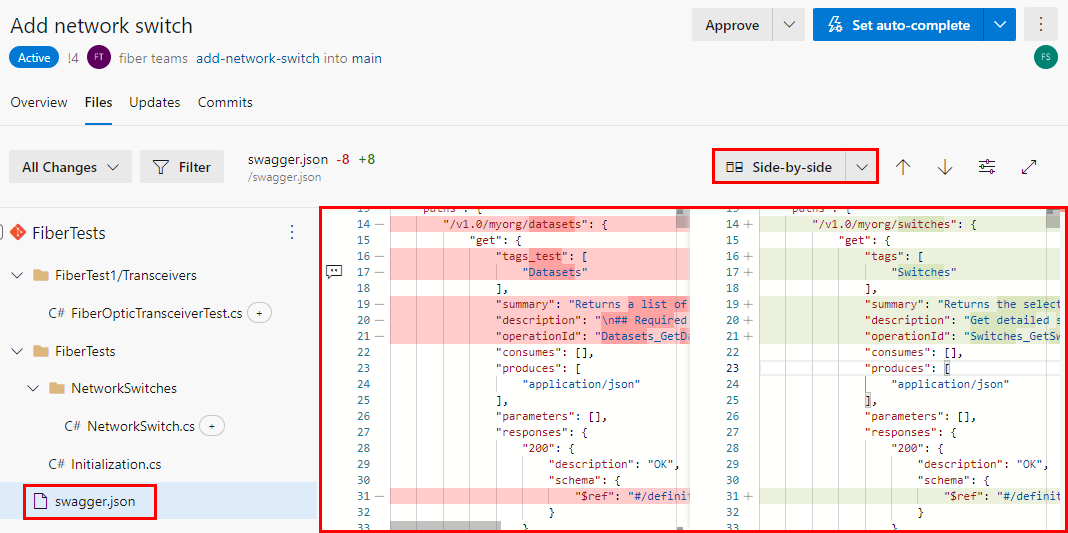 Add network switch
Approve
Set auto-complete
Active !4 FT fiber teams add-network-switch into main
FS
Overview Files Updates Commits
All Changes
Filter
swagger.json -8 +8
/swagger.json
Side-by-side
FiberTests
FiberTest1/Transceivers
C# FiberOpticTransceiverTest.cs +
FiberTests
NetworkSwitches
C# NetworkSwitch.cs +
C# Initialization.cs
swagger.json
13 "paths": {
14 — "/v1.0/myorg/datasets": {
15 "get": {
16 — "tags_test": [
17 — "Datasets"
18 ],
19 — "summary": "Returns a list of
20 — "description": "\n## Required
21 — "operationId": "Datasets_GetDa
22 "consumes": [],
23 "produces": [
24 "application/json"
25 ],
26 "parameters": [],
27 "responses": {
28 "200": {
29 "description": "OK",
30 "schema": {
31 — "$ref": "#/definit
32 }
33 }
13 "paths": {
14 + "/v1.0/myorg/switches": {
15 "get": {
16 + "tags": [
17 + "Switches"
18 ],
19 + "summary": "Returns the select
20 + "description": "Get detailed s
21 + "operationId": "Switches_GetSw
22 "consumes": [],
23 "produces": [
24 "application/json"
25 ],
26 "parameters": [],
27 "responses": {
28 "200": {
29 "description": "OK",
30 "schema": {
31 + "$ref": "#/definit
32 }
33 }